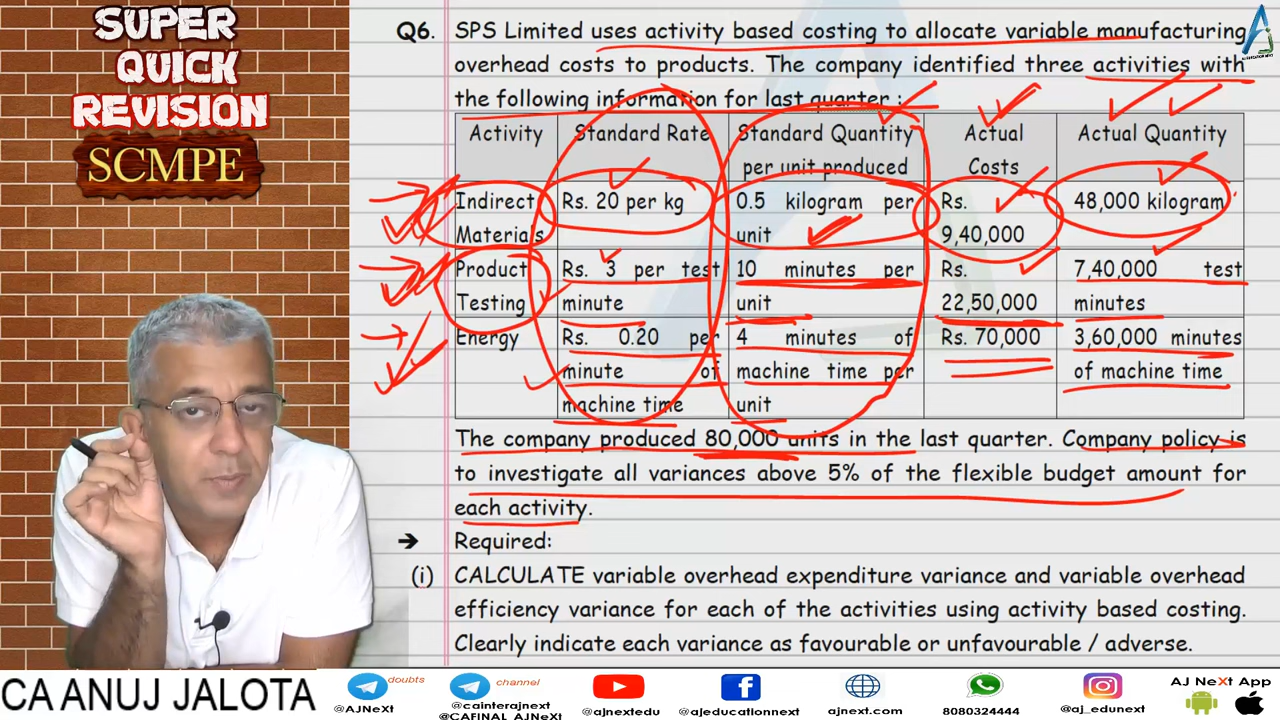 SUPER
QUICK
REVISION
SCMPE
Q6. SPS Limited uses activity based costing to allocate variable manufacturing
overhead costs to products. The company identified three activities with
the following information for last quarter :
Activity Standard Rate Standard Quantity per unit produced Actual Costs Actual Quantity
Indirect Materials Rs. 20 per kg 0.5 kilogram per unit Rs. 9,40,000 48,000 kilogram
Product Testing Rs. 3 per test minute 10 minutes per unit Rs. 22,50,000 7,40,000 test minutes
Energy Rs. 0.20 per minute of machine time 4 minutes of machine time per unit Rs. 70,000 3,60,000 minutes of machine time
The company produced 80,000 units in the last quarter. Company policy is
to investigate all variances above 5% of the flexible budget amount for
each activity.
➔ Required:
(i) CALCULATE variable overhead expenditure variance and variable overhead
efficiency variance for each of the activities using activity based costing.
Clearly indicate each variance as favourable or unfavourable / adverse.
CA ANUJ JALOTA
doubts
@AJNeXt
channel
@cainterajnext
@CAFINAL_AJNeXt
@ajnextedu
@ajeducationnext
ajnext.com
8080324444
@aj_edunext
AJ NeXt App